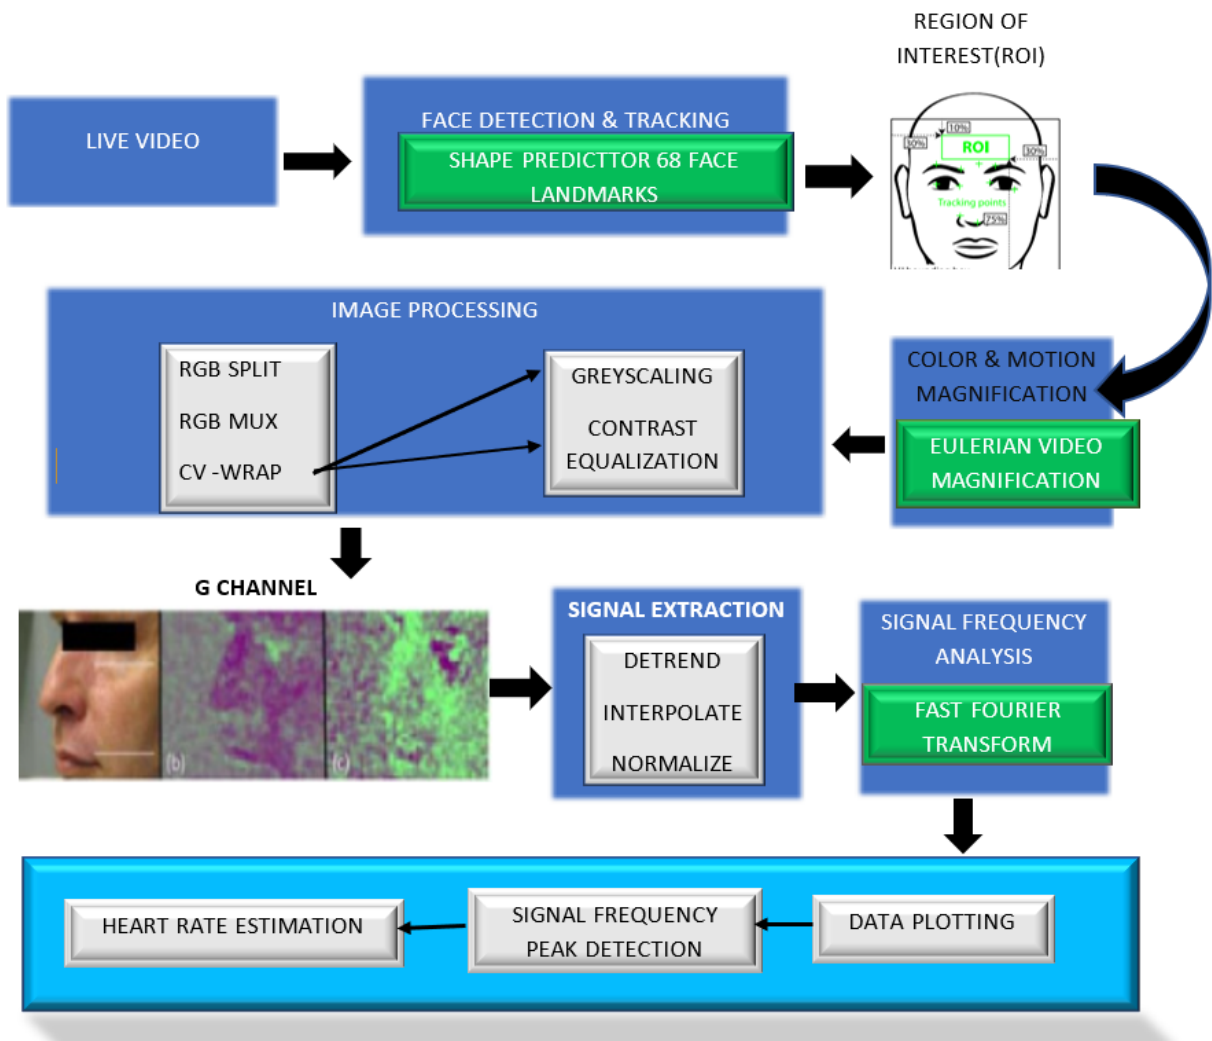 REGION OF
INTEREST(ROI)
LIVE VIDEO
FACE DETECTION & TRACKING
SHAPE PREDICTTOR 68 FACE
LANDMARKS
10%
30%
ROI
30%
Tracking points
75%
IMAGE PROCESSING
RGB SPLIT
RGB MUX
CV -WRAP
GREYSCALING
CONTRAST
EQUALIZATION
COLOR & MOTION
MAGNIFICATION
EULERIAN VIDEO
MAGNIFICATION
G CHANNEL
(b)
(c)
SIGNAL EXTRACTION
DETREND
INTERPOLATE
NORMALIZE
SIGNAL FREQUENCY
ANALYSIS
FAST FOURIER
TRANSFORM
HEART RATE ESTIMATION
SIGNAL FREQUENCY
PEAK DETECTION
DATA PLOTTING